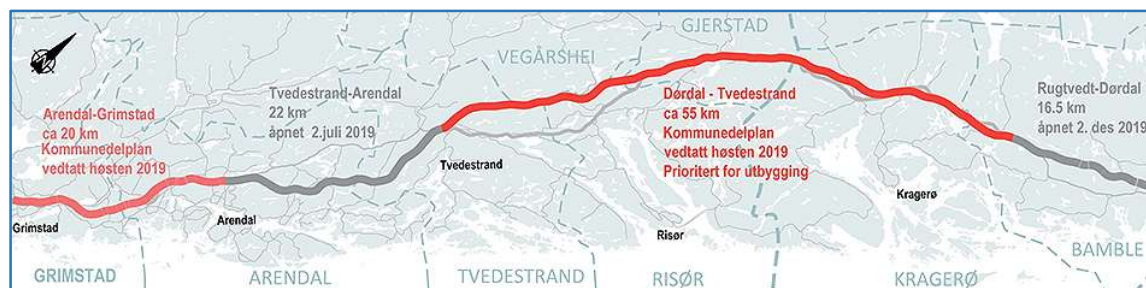 GJERSTAD
VEGÅRSHEI
Arendal-Grimstad
ca 20 km
Kommunedelplan
vedtatt høsten 2019
Tvedestrand-Arendal
22 km
åpnet 2.juli 2019
Dørdal - Tvedestrand
ca 55 km
Kommunedelplan
vedtatt høsten 2019
Prioritert for utbygging
Rugtvedt-Dørdal
16.5 km
åpnet 2. des 2019
Grimstad
Arendal
Tvedestrand
Risør
Kragerø
GRIMSTAD
ARENDAL
TVEDESTRAND
RISØR
KRAGERØ
BAMBLE